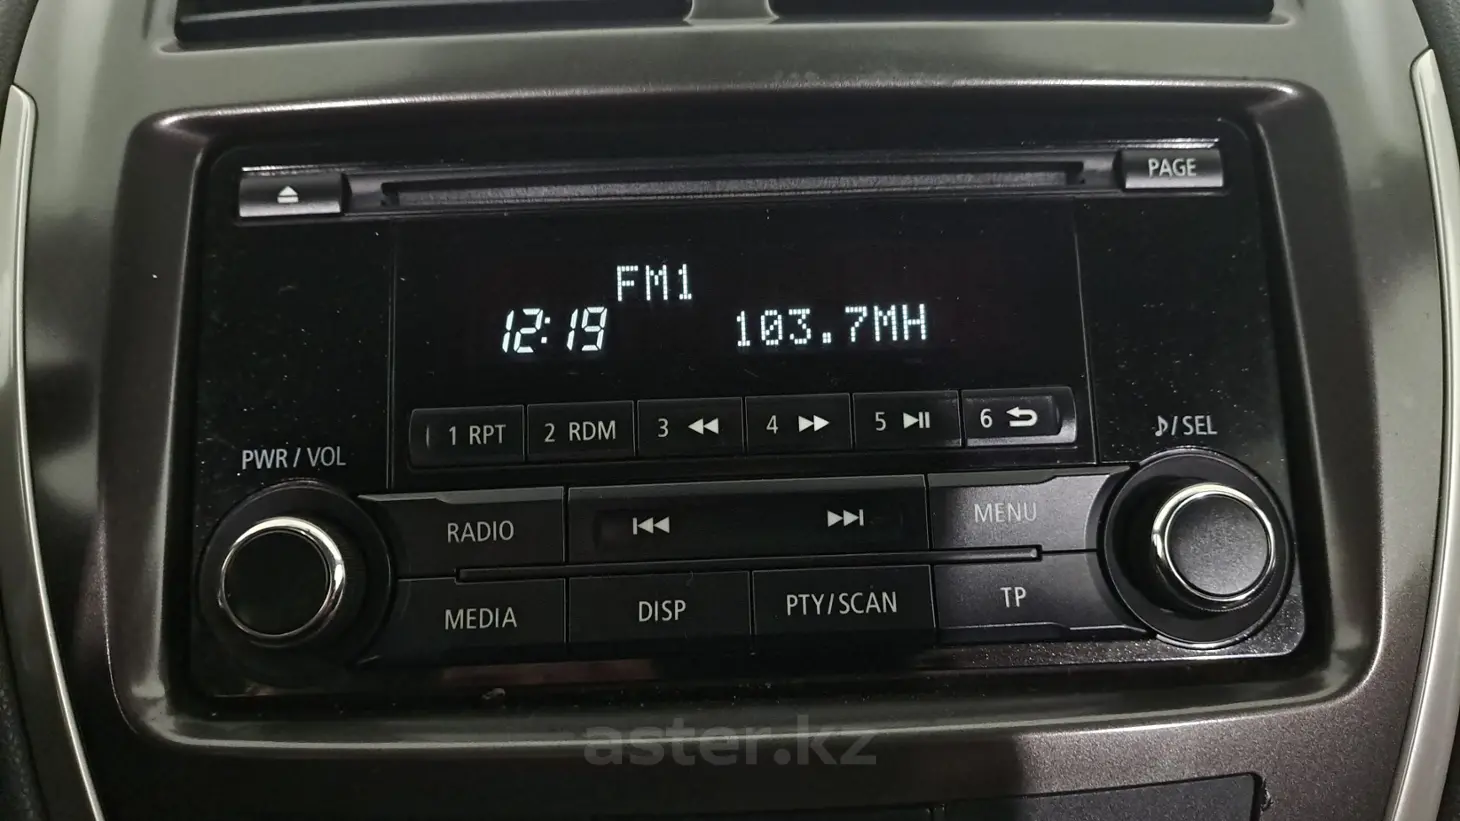 PAGE
FM1
12:19 103.7MH
1 RPT 2 RDM 3 4 5 6
PWR / VOL
/SEL
RADIO
MENU
MEDIA
DISP
PTY/SCAN
TP
aster.kz